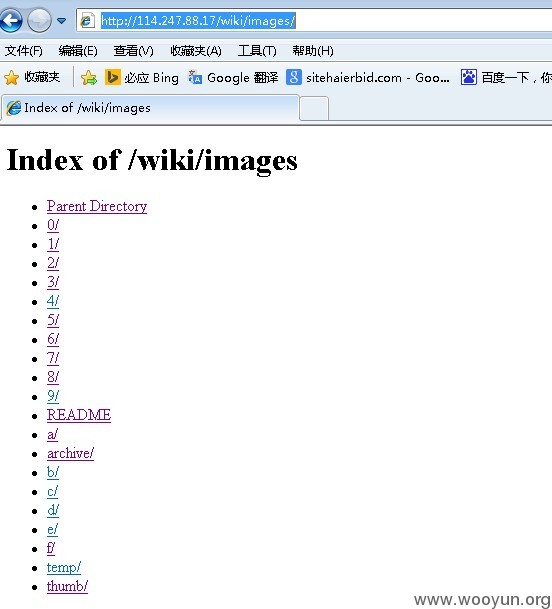 http://114.247.88.17/wiki/images/
文件(F) 编辑(E) 查看(V) 收藏夹(A) 工具(T) 帮助(H)
收藏夹 必应 Bing Google 翻译 sitehaierbid.com - Goo... 百度一下，你
Index of /wiki/images
Index of /wiki/images
Parent Directory
0/
1/
2/
3/
4/
5/
6/
7/
8/
9/
README
a/
archive/
b/
c/
d/
e/
f/
temp/
thumb/
www.wooyun.org